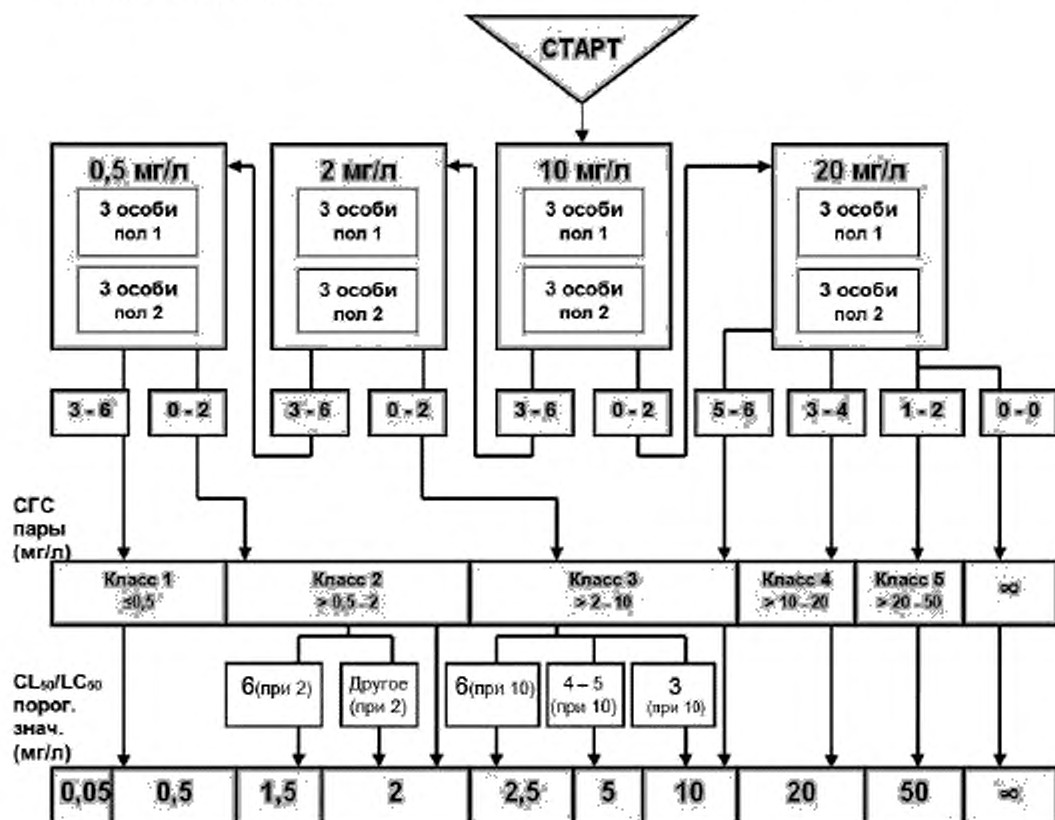 СТАРТ
0,5 мг/л
2 мг/л
10 мг/л
20 мг/л
3 особи
пол 1
3 особи
пол 1
3 особи
пол 1
3 особи
пол 1
3 особи
пол 2
3 особи
пол 2
3 особи
пол 2
3 особи
пол 2
3 - 6
0 - 2
3 - 6
0 - 2
3 - 6
0 - 2
5 - 6
3 - 4
1 - 2
0 - 0
СГС
пары
(мг/л)
Класс 1
≤0,5
Класс 2
> 0,5 – 2
Класс 3
> 2 – 10
Класс 4
> 10 – 20
Класс 5
> 20 – 50
∞
CL₅₀/LC₅₀
порог.
знач.
(мг/л)
6(при 2)
Другое
(при 2)
6(при 10)
4 – 5
(при 10)
3
(при 10)
0,05
0,5
1,5
2
2,5
5
10
20
50
∞